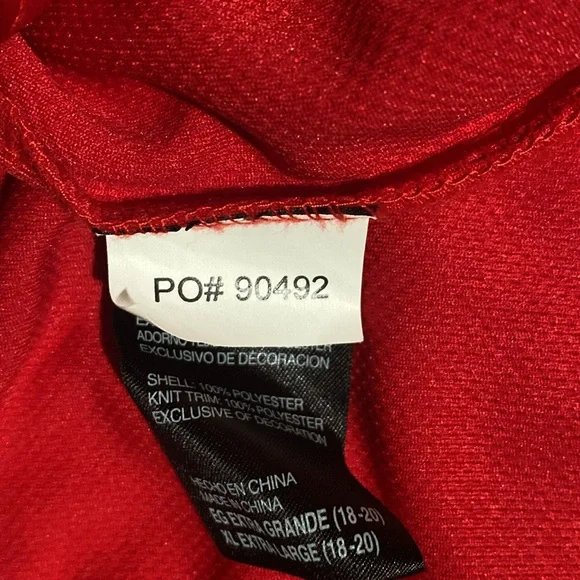 PO# 90492
ADORNO
EXCLUSIVO DE DECORACION
SHELL: 100% POLYESTER
KNIT TRIM: 100% POLYESTER
EXCLUSIVE OF DECORATION
HECHO EN CHINA
MADE IN CHINA
EG EXTRA GRANDE (18-20)
XL EXTRA LARGE (18-20)